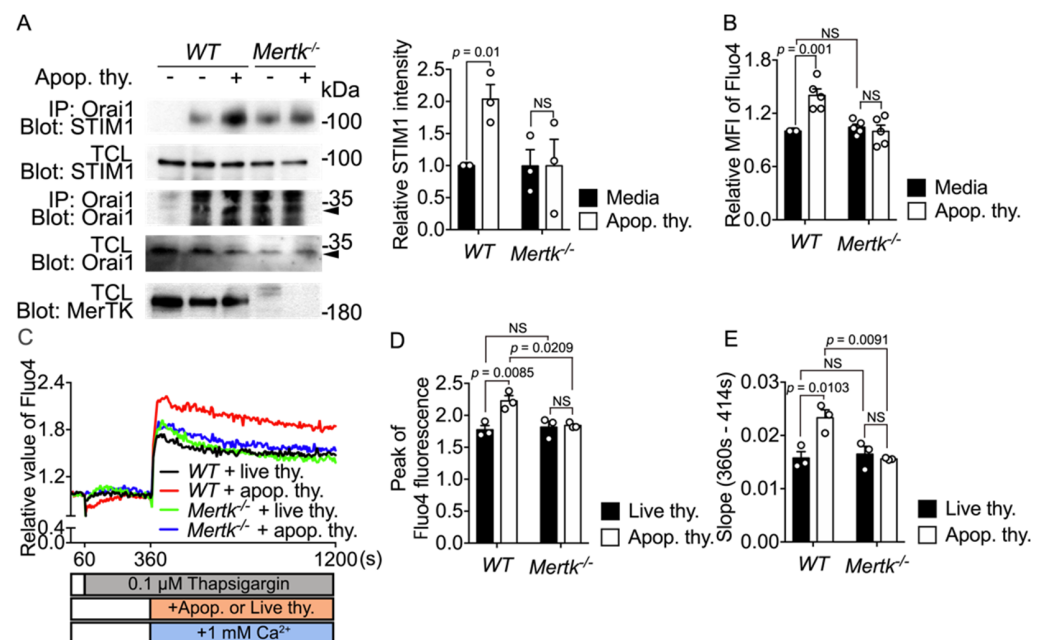 A
WT Mertk-/-
Apop. thy. - - + - + kDa
IP: Orai1
Blot: STIM1
-100
TCL
Blot: STIM1
-100
IP: Orai1
Blot: Orai1
-35
TCL
Blot: Orai1
-35
TCL
Blot: MerTK
-180
Relative STIM1 intensity
2.5
2.0
1.5
1.0
0.5
0.0
p = 0.01
NS
WT Mertk-/-
Media
Apop. thy.
B
Relative MFI of Fluo4
1.8
1.2
0.6
0.0
NS
p = 0.001
NS
WT Mertk-/-
Media
Apop. thy.
C
Relative value of Fluo4
2.4
1.8
1.2
0.4
0.0
WT + live thy.
WT + apop. thy.
Mertk-/- + live thy.
Mertk-/- + apop. thy.
60 360 1200 (s)
0.1 µM Thapsigargin
+Apop. or Live thy.
+1 mM Ca2+
D
Peak of
Fluo4 fluorescence
2.5
2.0
1.5
1.0
0.5
0.0
NS
p = 0.0209
p = 0.0085
NS
WT Mertk-/-
Live thy.
Apop. thy.
E
Slope (360s - 414s)
0.03
0.02
0.01
0.00
p = 0.0091
NS
p = 0.0103
NS
WT Mertk-/-
Live thy.
Apop. thy.